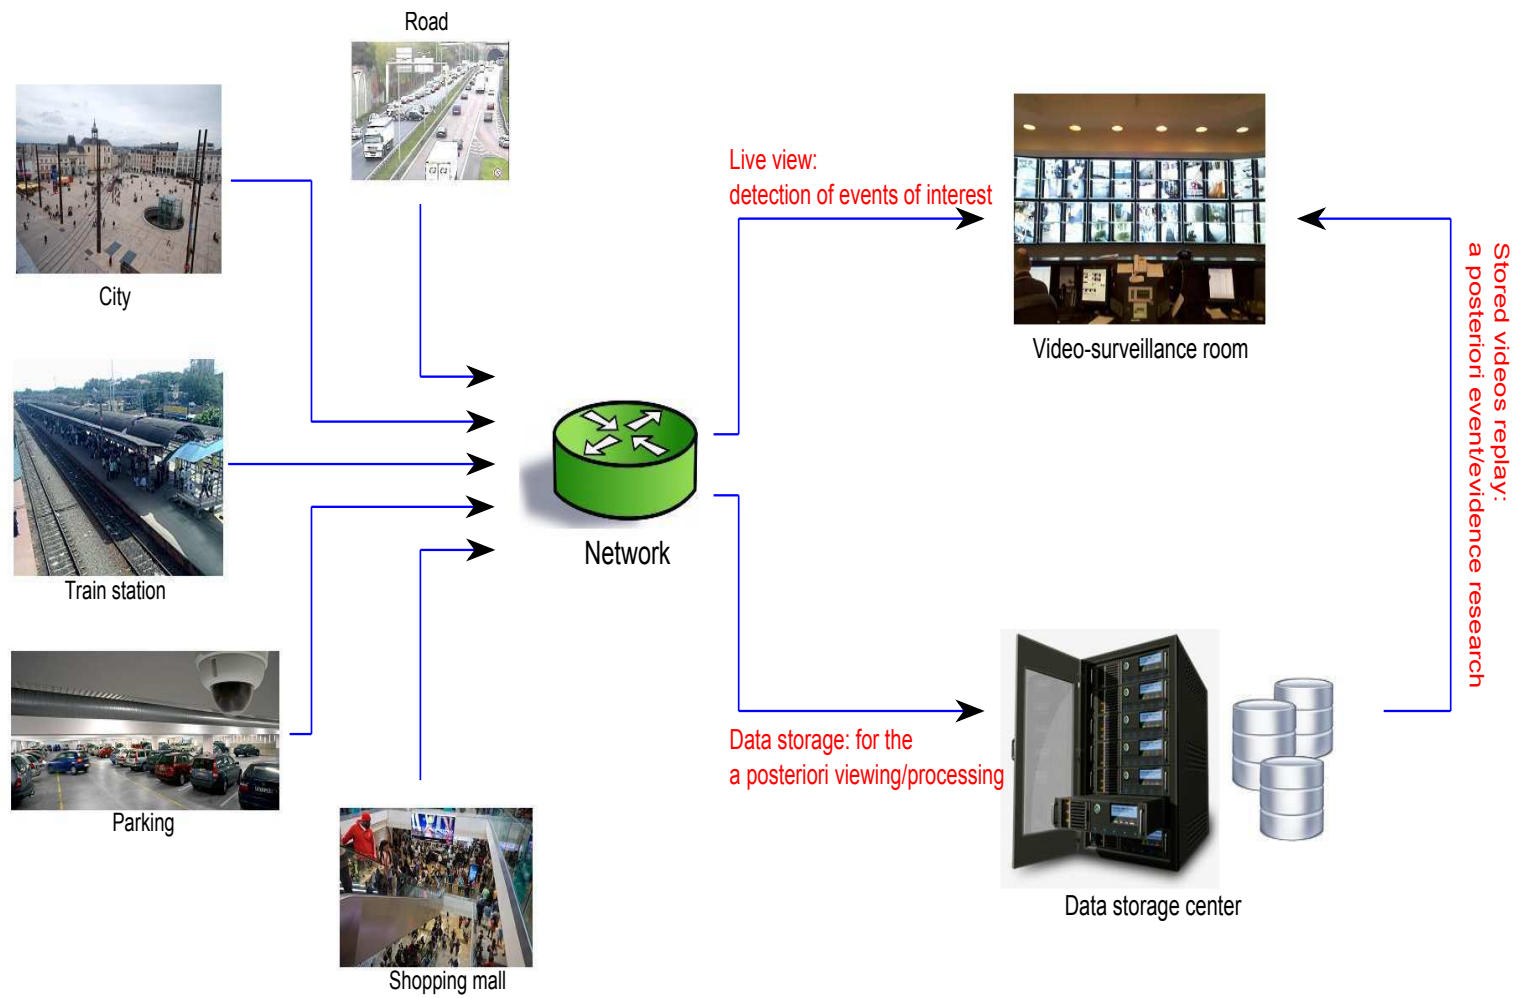 Road
City
Train station
Parking
Shopping mall
Network
Live view:
detection of events of interest
Video-surveillance room
Stored videos replay:
a posteriori event/evidence research
Data storage: for the
a posteriori viewing/processing
Data storage center